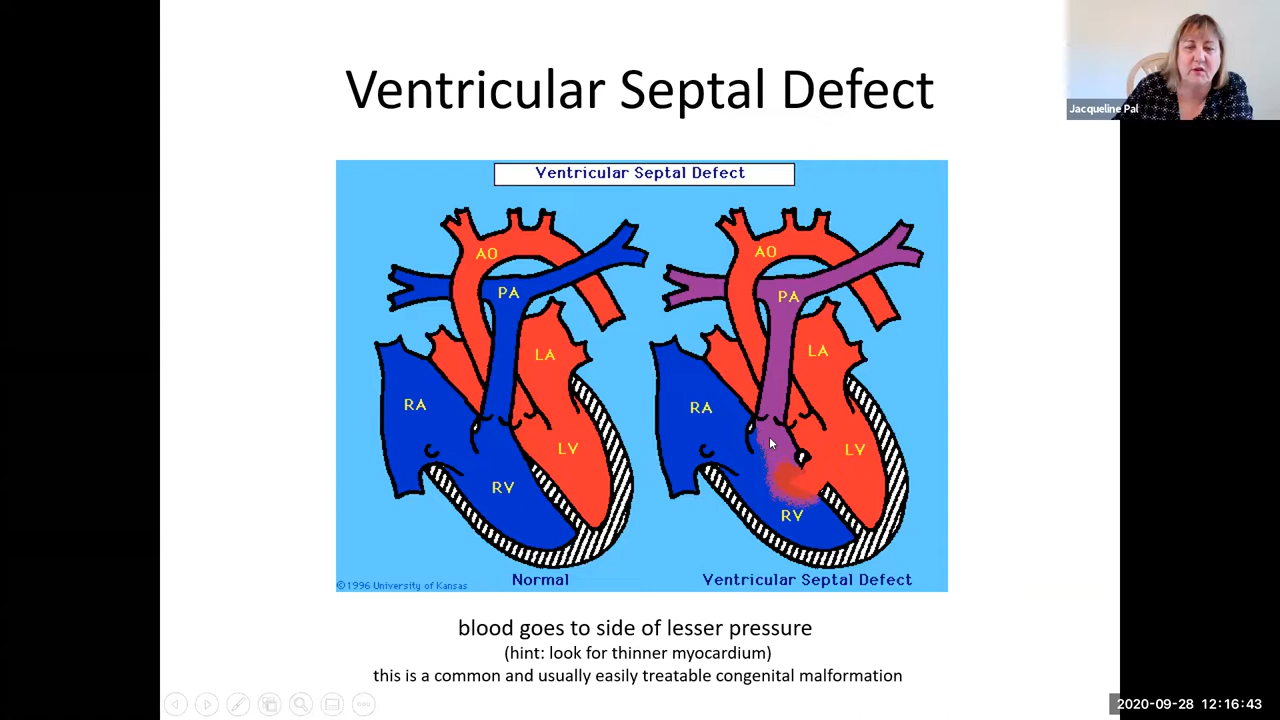 Ventricular Septal Defect
Jacqueline Pal
Ventricular Septal Defect
AO
PA
LA
RA
LV
RV
Normal
AO
PA
LA
RA
LV
RV
Ventricular Septal Defect
©1996 University of Kansas
blood goes to side of lesser pressure
(hint: look for thinner myocardium)
this is a common and usually easily treatable congenital malformation
2020-09-28 12:16:43